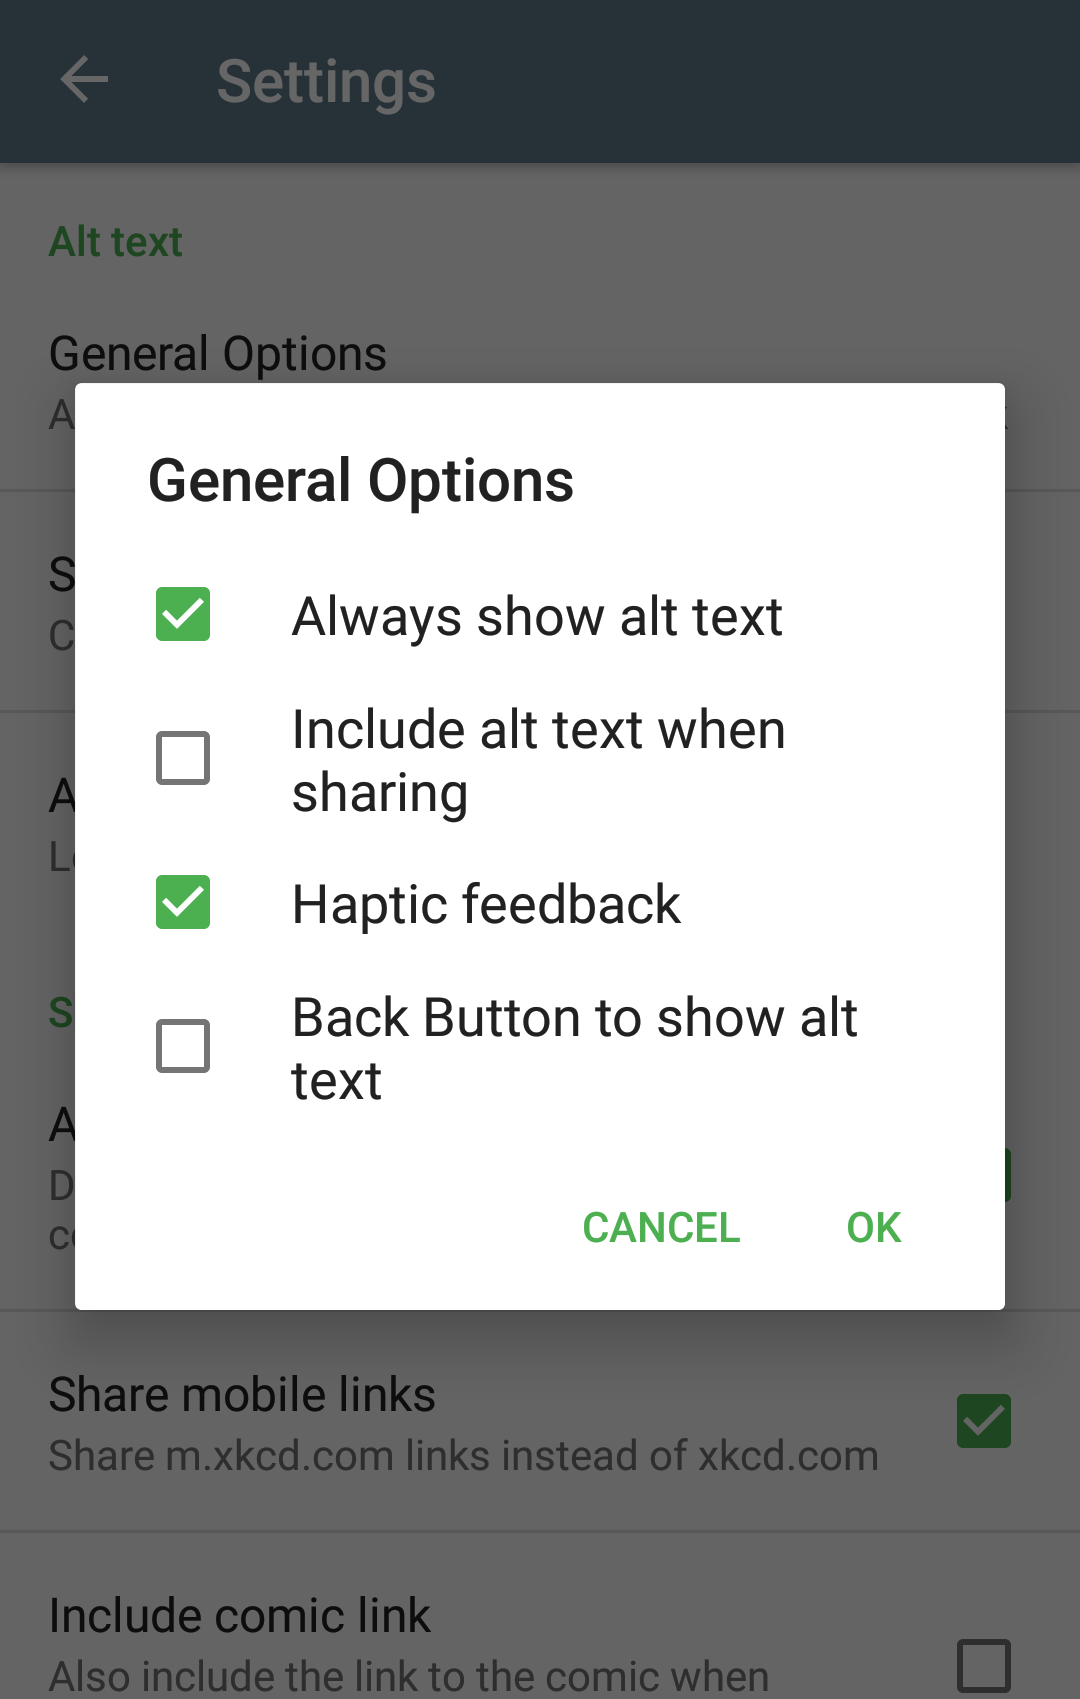 Settings
Alt text
General Options
General Options
Always show alt text
Include alt text when
sharing
Haptic feedback
Back Button to show alt
text
CANCEL
OK
Share mobile links
Share m.xkcd.com links instead of xkcd.com
Include comic link
Also include the link to the comic when